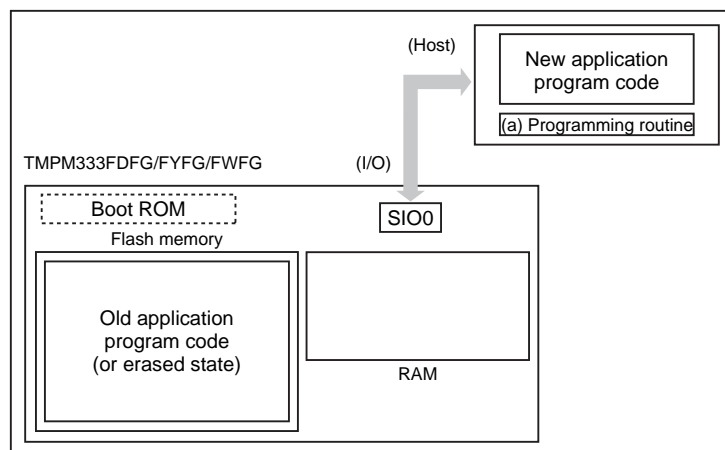 (Host)
New application
program code
(a) Programming routine
TMPM333FDFG/FYFG/FWFG
(I/O)
Boot ROM
SIO0
Flash memory
Old application
program code
(or erased state)
RAM